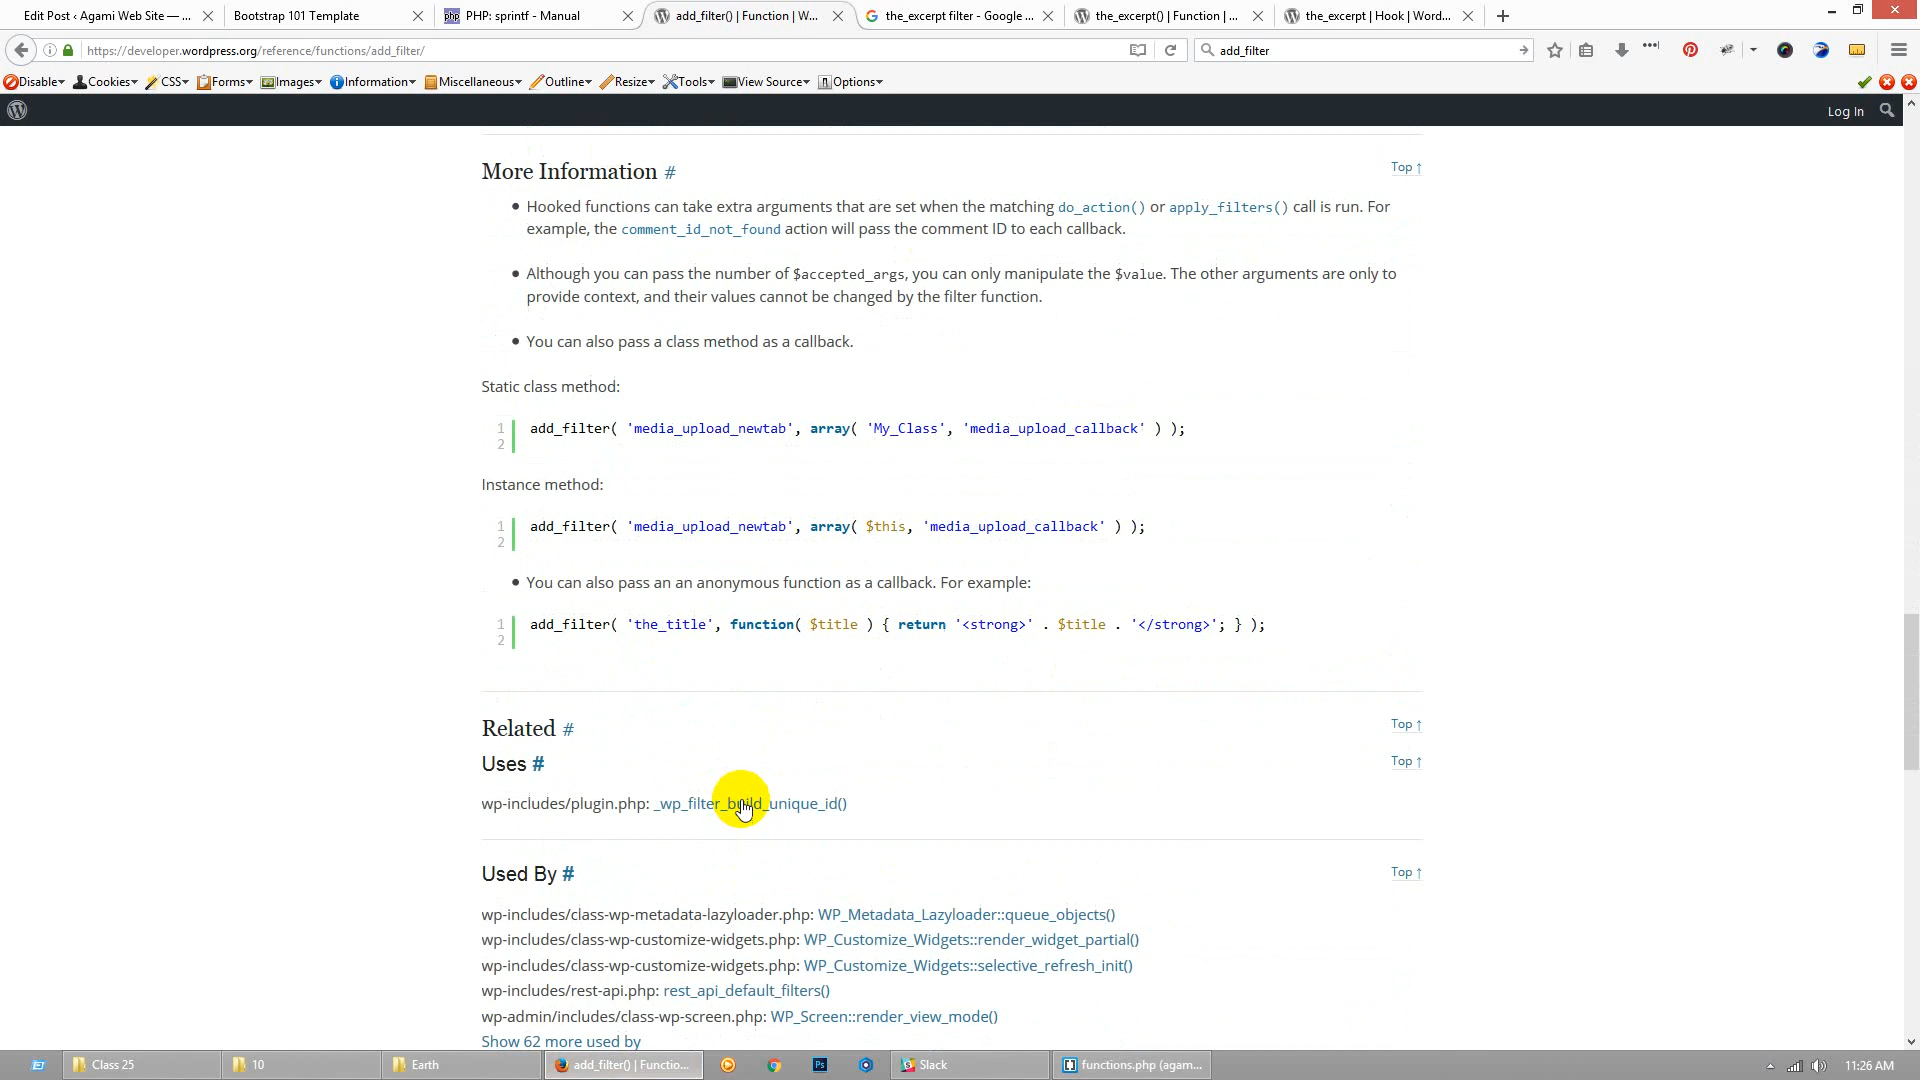 Edit Post ‹ Agami Web Site — ...
Bootstrap 101 Template
php PHP: sprintf - Manual
add_filter() | Function | W...
the_excerpt filter - Google ...
the_excerpt() | Function | ...
the_excerpt | Hook | Word...
https://developer.wordpress.org/reference/functions/add_filter/
add_filter
Disable Cookies CSS Forms Images Information Miscellaneous Outline Resize Tools View Source Options
Log In
More Information #
Top ↑
• Hooked functions can take extra arguments that are set when the matching do_action() or apply_filters() call is run. For
example, the comment_id_not_found action will pass the comment ID to each callback.
• Although you can pass the number of $accepted_args, you can only manipulate the $value. The other arguments are only to
provide context, and their values cannot be changed by the filter function.
• You can also pass a class method as a callback.
Static class method:
1 add_filter( 'media_upload_newtab', array( 'My_Class', 'media_upload_callback' ) );
2
Instance method:
1 add_filter( 'media_upload_newtab', array( $this, 'media_upload_callback' ) );
2
• You can also pass an an anonymous function as a callback. For example:
1 add_filter( 'the_title', function( $title ) { return '<strong>' . $title . '</strong>'; } );
2
Related #
Top ↑
Uses #
Top ↑
wp-includes/plugin.php: _wp_filter_build_unique_id()
Used By #
Top ↑
wp-includes/class-wp-metadata-lazyloader.php: WP_Metadata_Lazyloader::queue_objects()
wp-includes/class-wp-customize-widgets.php: WP_Customize_Widgets::render_widget_partial()
wp-includes/class-wp-customize-widgets.php: WP_Customize_Widgets::selective_refresh_init()
wp-includes/rest-api.php: rest_api_default_filters()
wp-admin/includes/class-wp-screen.php: WP_Screen::render_view_mode()
Show 62 more used by
Class 25
10
Earth
add_filter() | Functio...
Ps
Slack
functions.php (agam...
11:26 AM